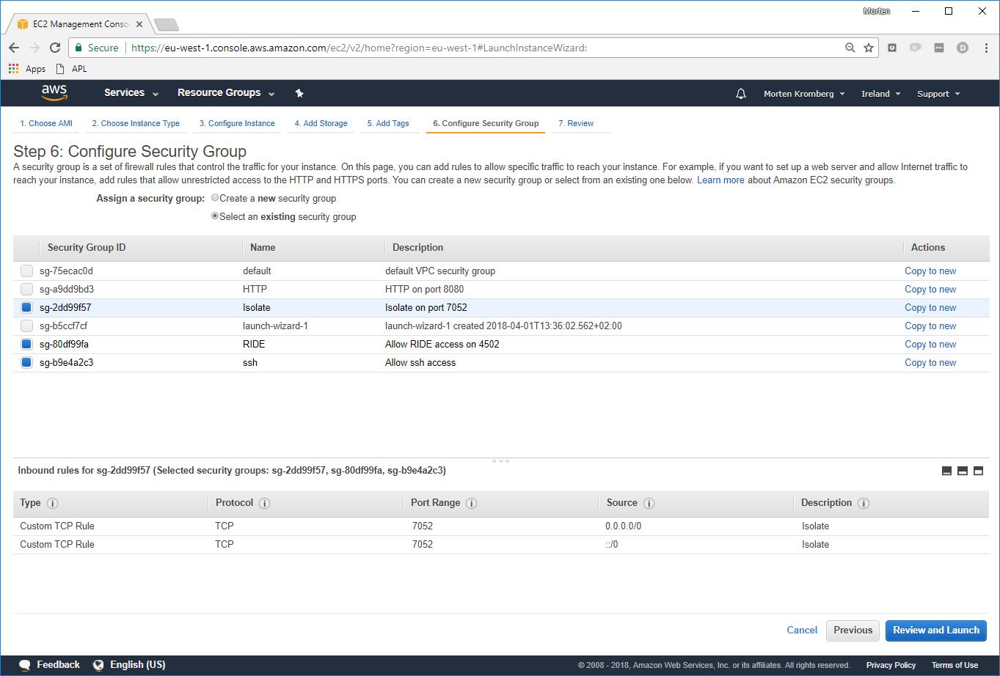 Morten
EC2 Management Conso
Secure https://eu-west-1.console.aws.amazon.com/ec2/v2/home?region=eu-west-1#LaunchInstanceWizard:
Apps APL
aws Services Resource Groups Morten Kromberg Ireland Support
1. Choose AMI 2. Choose Instance Type 3. Configure Instance 4. Add Storage 5. Add Tags 6. Configure Security Group 7. Review
Step 6: Configure Security Group
A security group is a set of firewall rules that control the traffic for your instance. On this page, you can add rules to allow specific traffic to reach your instance. For example, if you want to set up a web server and allow Internet traffic to
reach your instance, add rules that allow unrestricted access to the HTTP and HTTPS ports. You can create a new security group or select from an existing one below. Learn more about Amazon EC2 security groups.
Assign a security group: Create a new security group
Select an existing security group
Security Group ID Name Description Actions
sg-75ecac0d default default VPC security group Copy to new
sg-a9dd9bd3 HTTP HTTP on port 8080 Copy to new
sg-2dd99f57 Isolate Isolate on port 7052 Copy to new
sg-b5ccf7cf launch-wizard-1 launch-wizard-1 created 2018-04-01T13:36:02.562+02:00 Copy to new
sg-80df99fa RIDE Allow RIDE access on 4502 Copy to new
sg-b9e4a2c3 ssh Allow ssh access Copy to new
Inbound rules for sg-2dd99f57 (Selected security groups: sg-2dd99f57, sg-80df99fa, sg-b9e4a2c3)
Type Protocol Port Range Source Description
Custom TCP Rule TCP 7052 0.0.0.0/0 Isolate
Custom TCP Rule TCP 7052 ::/0 Isolate
Cancel Previous Review and Launch
Feedback English (US) © 2008 - 2018, Amazon Web Services, Inc. or its affiliates. All rights reserved. Privacy Policy Terms of Use